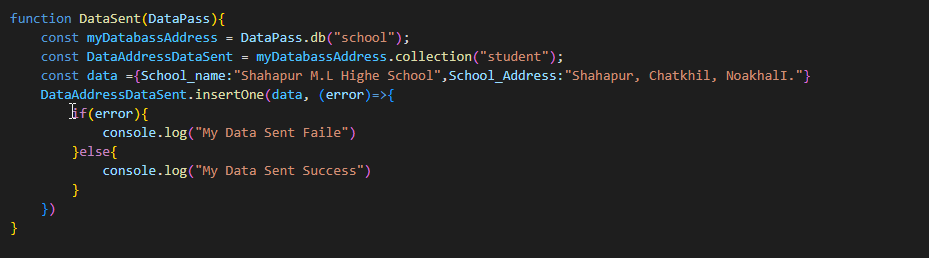 function DataSent(DataPass){
    const myDatabassAddress = DataPass.db("school");
    const DataAddressDataSent = myDatabassAddress.collection("student");
    const data ={School_name:"Shahapur M.L Highe School",School_Address:"Shahapur, Chatkhil, NoakhalI."}
    DataAddressDataSent.insertOne(data, (error)=>{
        if(error){
            console.log("My Data Sent Faile")
        }else{
            console.log("My Data Sent Success")
        }
    })
}